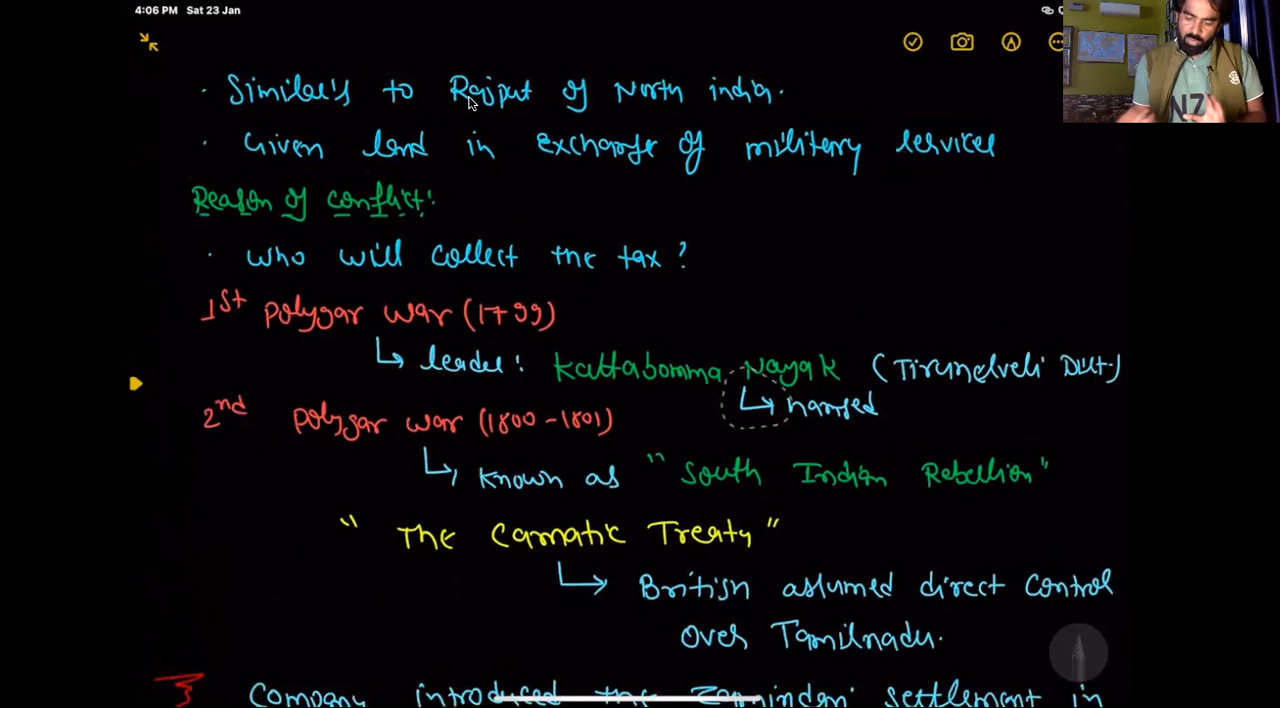 4:06 PM Sat 23 Jan
· Similar's to Rajput of North india.
· Given land in exchange of military services
Reason of conflict:
· who will collect the tax?
1st polygar war (1799)
↳ leader: Kattabomma Nayak (Tirunelveli Distt.)
↳ hanged
2nd polygar war (1800-1801)
↳ known as "South Indian Rebellion"
"The Carnatic Treaty"
↳ British assumed direct control
over Tamilnadu.
Company introduced the Zamindari settlement in
NZ